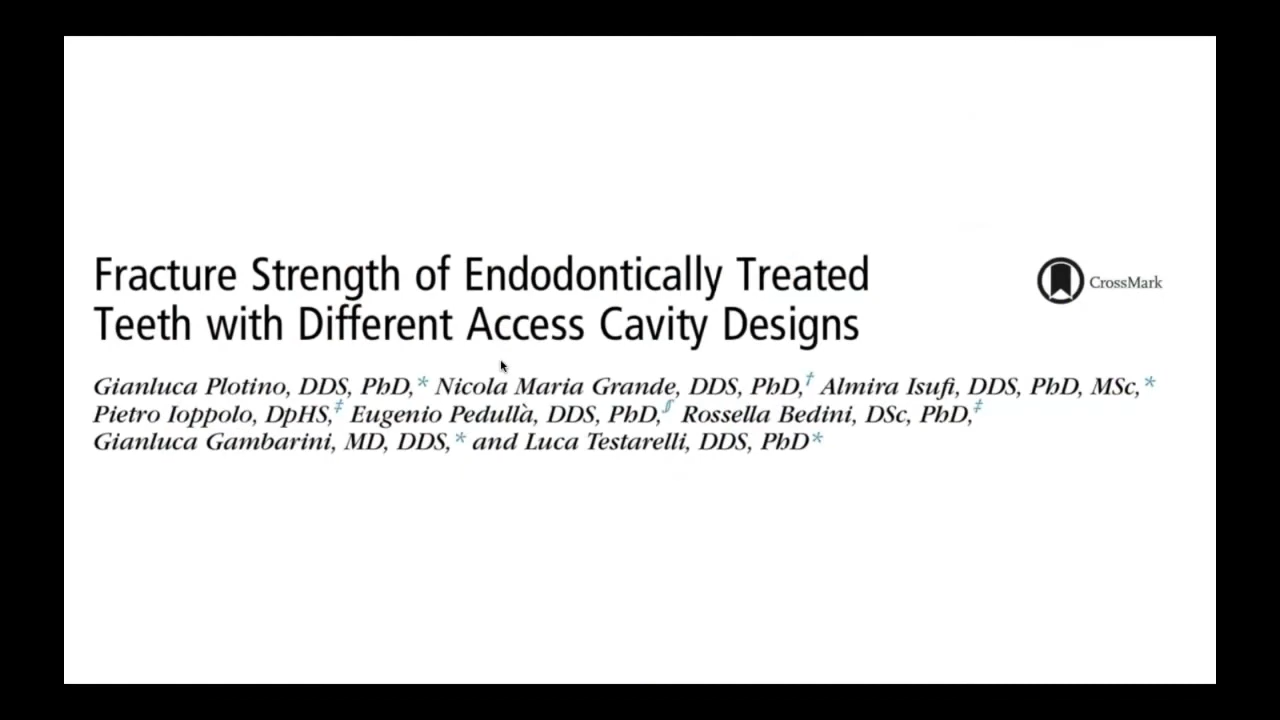 Fracture Strength of Endodontically Treated
Teeth with Different Access Cavity Designs
CrossMark
Gianluca Plotino, DDS, PhD,* Nicola Maria Grande, DDS, PhD,† Almira Isufi, DDS, PhD, MSc,*
Pietro Ioppolo, DpHS,‡ Eugenio Pedullà, DDS, PhD,§ Rossella Bedini, DSc, PhD,‡
Gianluca Gambarini, MD, DDS,* and Luca Testarelli, DDS, PhD*